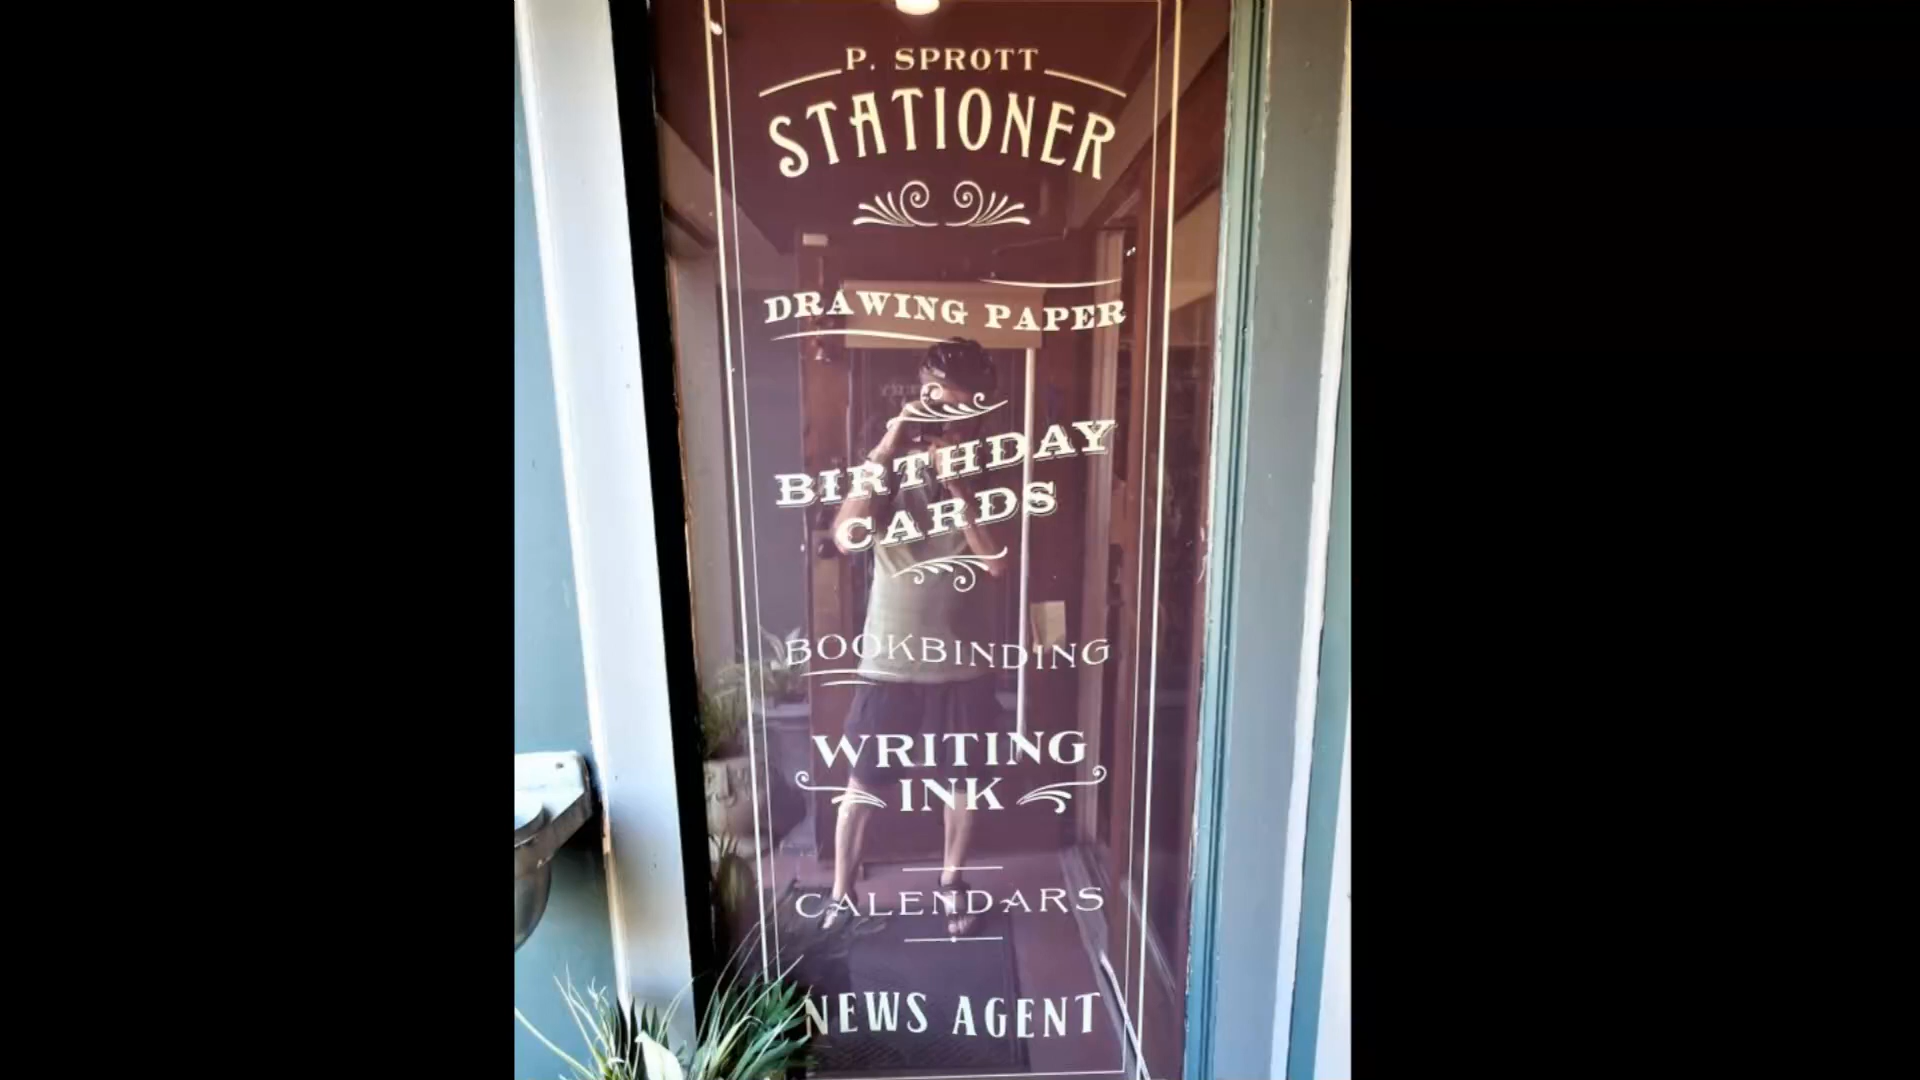 P. SPROTT
STATIONER
DRAWING PAPER
BIRTHDAY
CARDS
BOOKBINDING
WRITING
INK
CALENDARS
NEWS AGENT